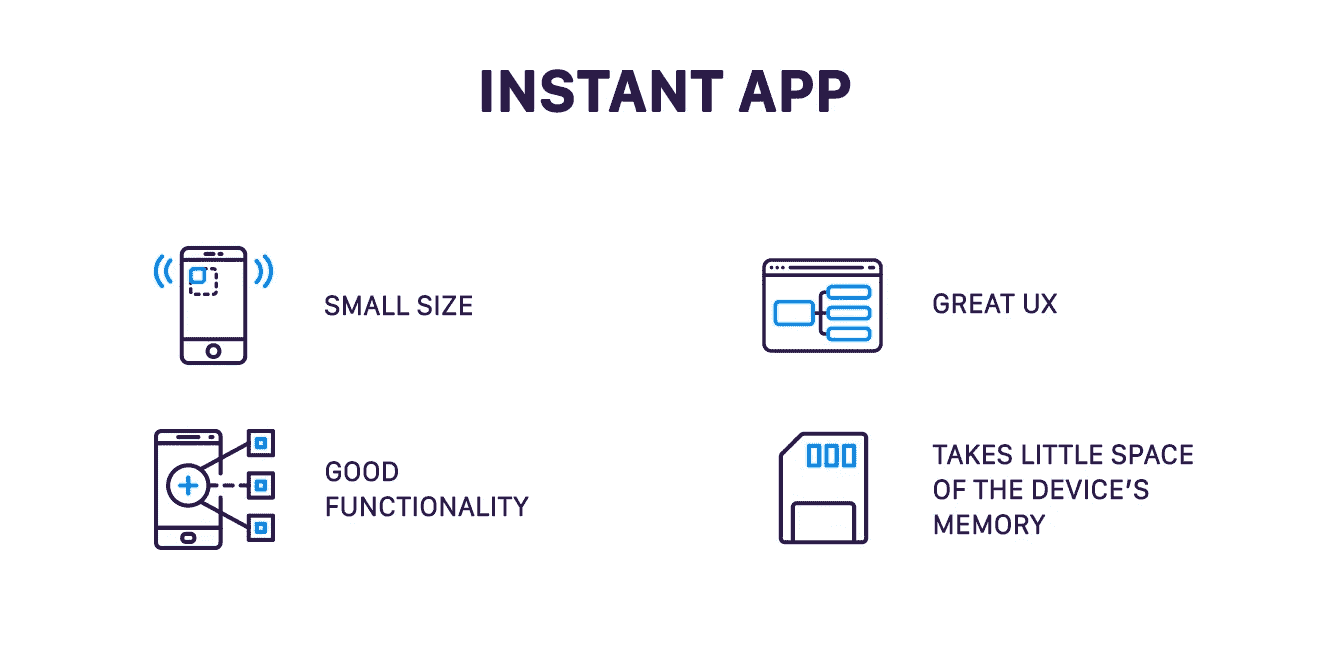 INSTANT APP
SMALL SIZE
GREAT UX
GOOD
FUNCTIONALITY
TAKES LITTLE SPACE
OF THE DEVICE'S
MEMORY